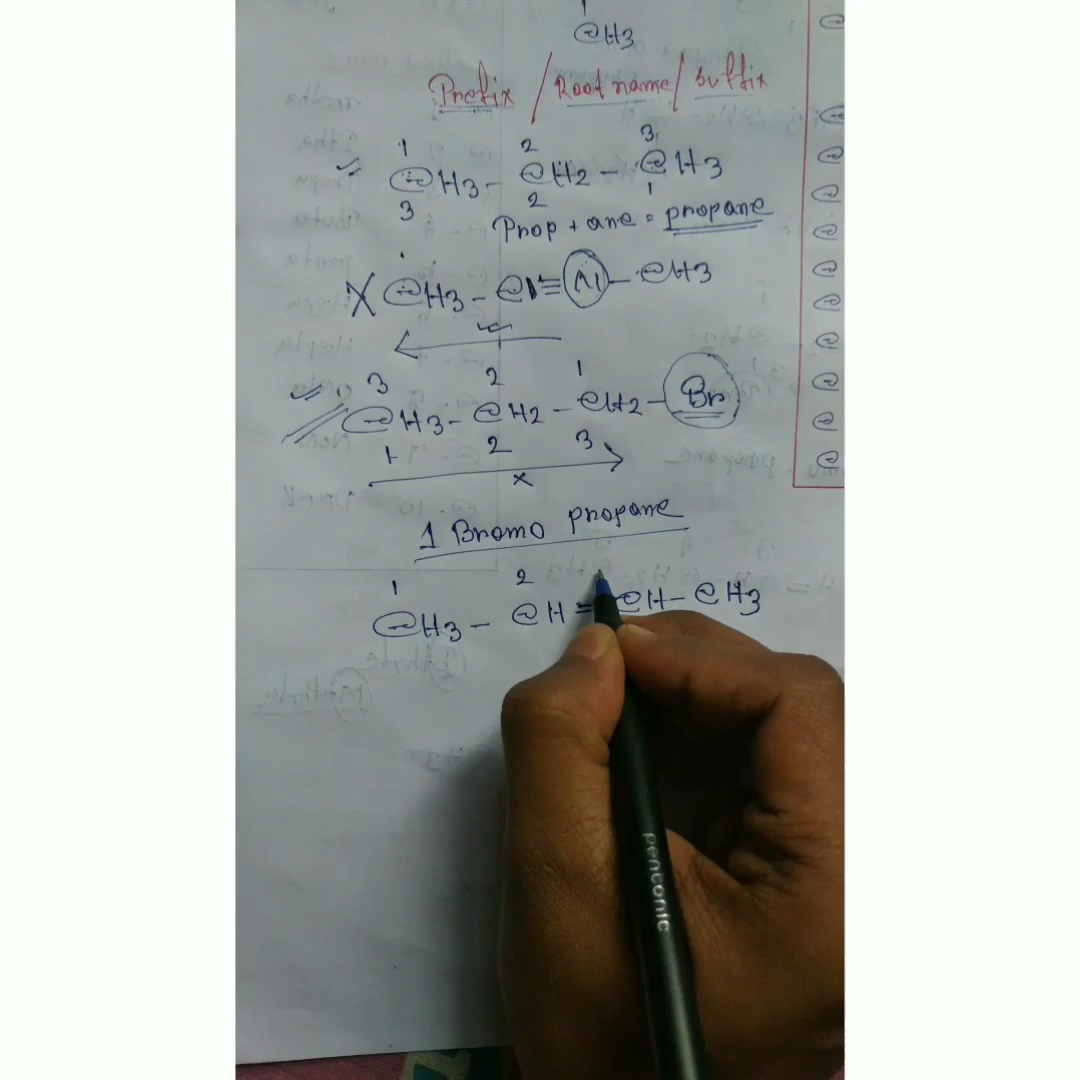 1
CH3
Prefix / Root name / Suffix
1 2 3
CH3 - CH2 - CH3
3 2 1
Prop + ane = propane
X CH3 - C ≡ - CH3
3 2 1
CH3 - CH2 - CH2 - Br
1 2 3
x
1 Bromo propane
1 2
CH3 - CH = CH - CH3
pentonic